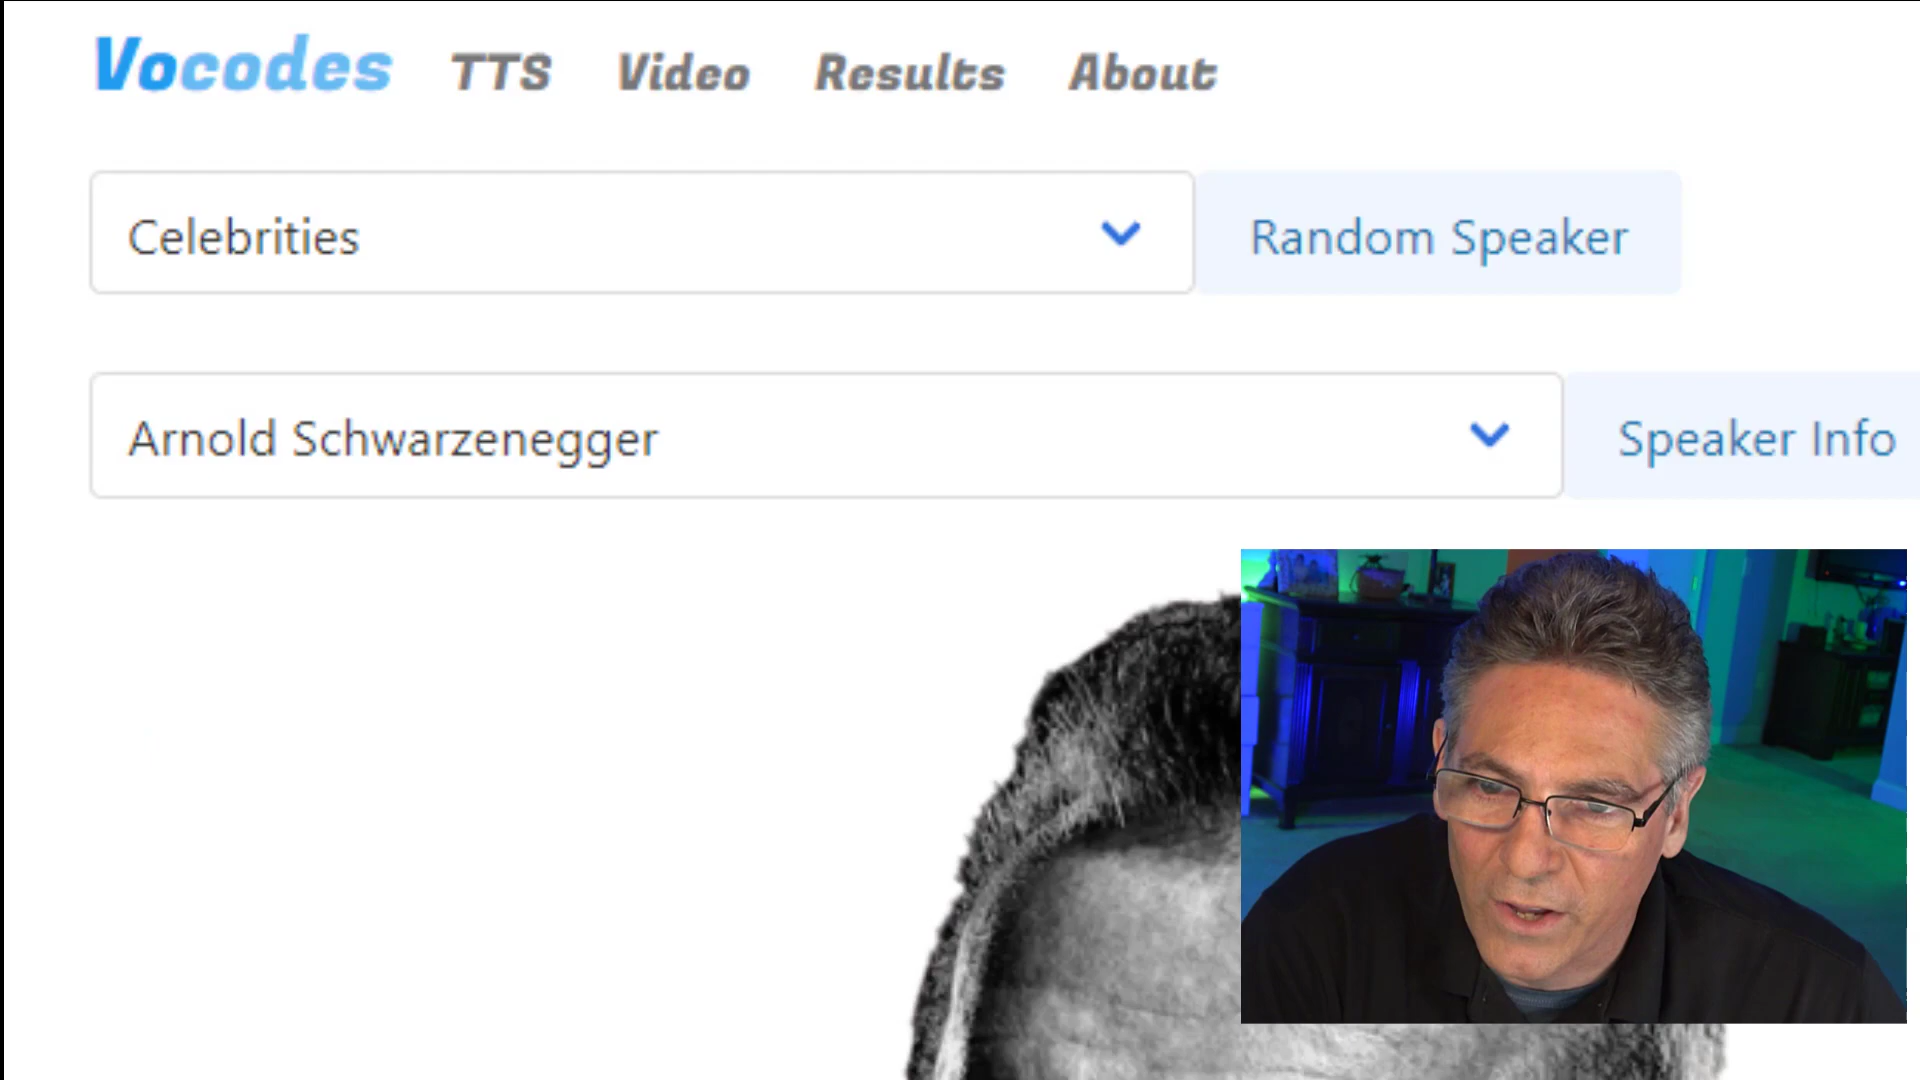 Vocodes TTS Video Results About
Celebrities Random Speaker
Arnold Schwarzenegger Speaker Info